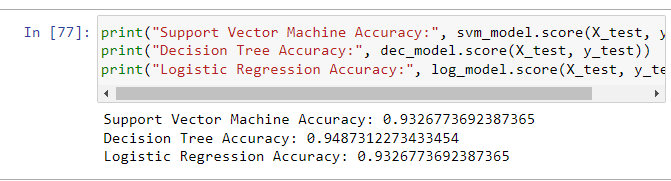 In [77]: print("Support Vector Machine Accuracy:", svm_model.score(X_test, y
print("Decision Tree Accuracy:", dec_model.score(X_test, y_test))
print("Logistic Regression Accuracy:", log_model.score(X_test, y_te
Support Vector Machine Accuracy: 0.9326773692387365
Decision Tree Accuracy: 0.9487312273433454
Logistic Regression Accuracy: 0.9326773692387365